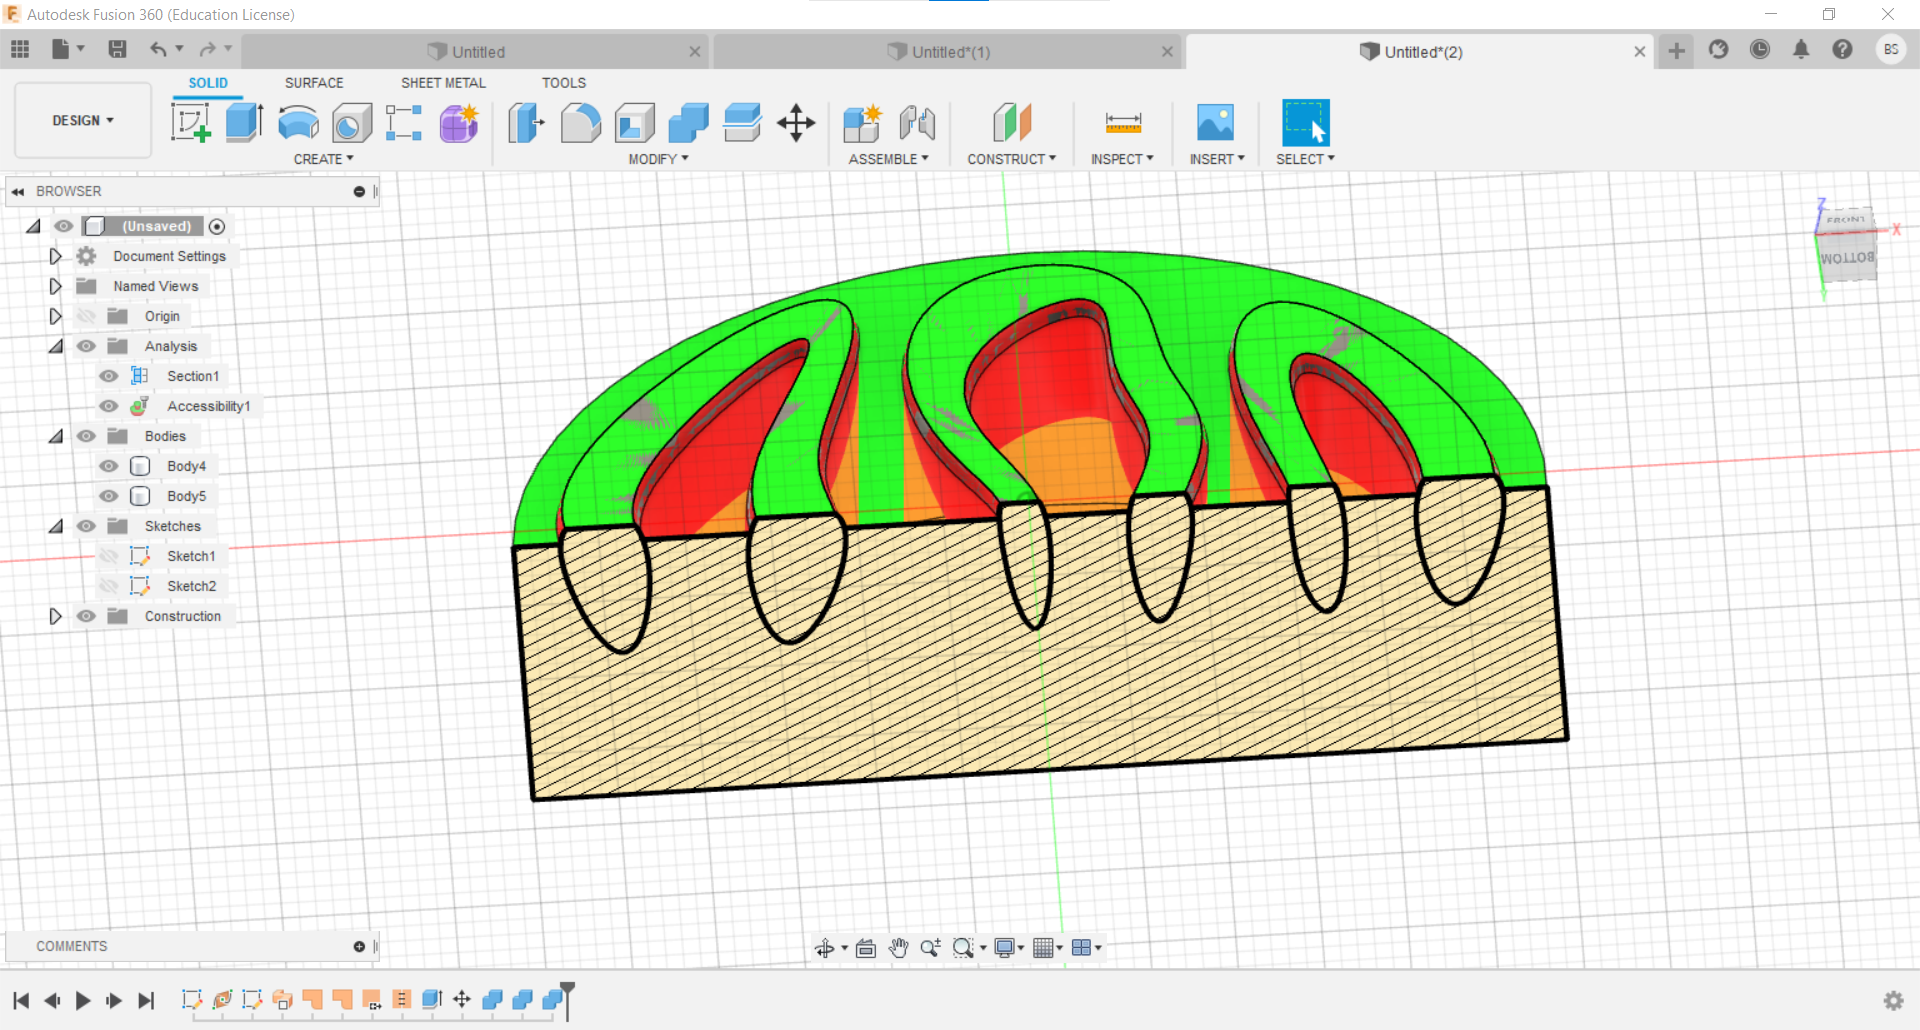 Autodesk Fusion 360 (Education License)
Untitled
Untitled*(1)
Untitled*(2)
BS
SOLID
SURFACE
SHEET METAL
TOOLS
DESIGN
CREATE
MODIFY
ASSEMBLE
CONSTRUCT
INSPECT
INSERT
SELECT
BROWSER
(Unsaved)
Document Settings
Named Views
Origin
Analysis
Section1
Accessibility1
Bodies
Body4
Body5
Sketches
Sketch1
Sketch2
Construction
Z
FRONT
X
BOTTOM
COMMENTS